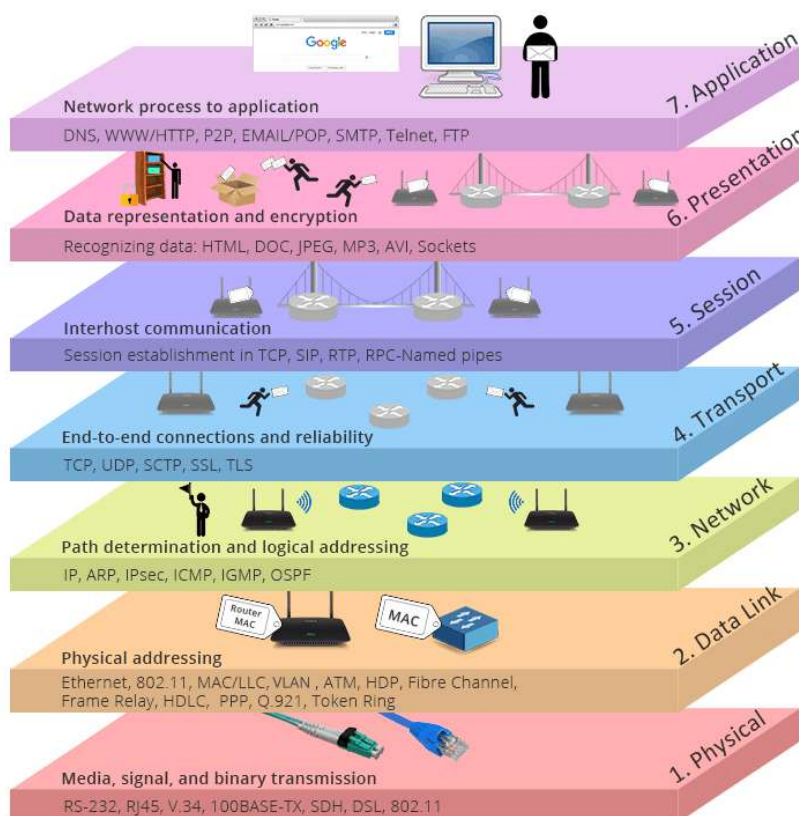 Google
Network process to application
7. Application
DNS, WWW/HTTP, P2P, EMAIL/POP, SMTP, Telnet, FTP
Data representation and encryption
6. Presentation
Recognizing data: HTML, DOC, JPEG, MP3, AVI, Sockets
Interhost communication
5. Session
Session establishment in TCP, SIP, RTP, RPC-Named pipes
End-to-end connections and reliability
4. Transport
TCP, UDP, SCTP, SSL, TLS
Path determination and logical addressing
3. Network
IP, ARP, IPsec, ICMP, IGMP, OSPF
Router
MAC
MAC
Physical addressing
2. Data Link
Ethernet, 802.11, MAC/LLC, VLAN , ATM, HDP, Fibre Channel,
Frame Relay, HDLC, PPP, Q.921, Token Ring
Media, signal, and binary transmission
1. Physical
RS-232, RJ45, V.34, 100BASE-TX, SDH, DSL, 802.11